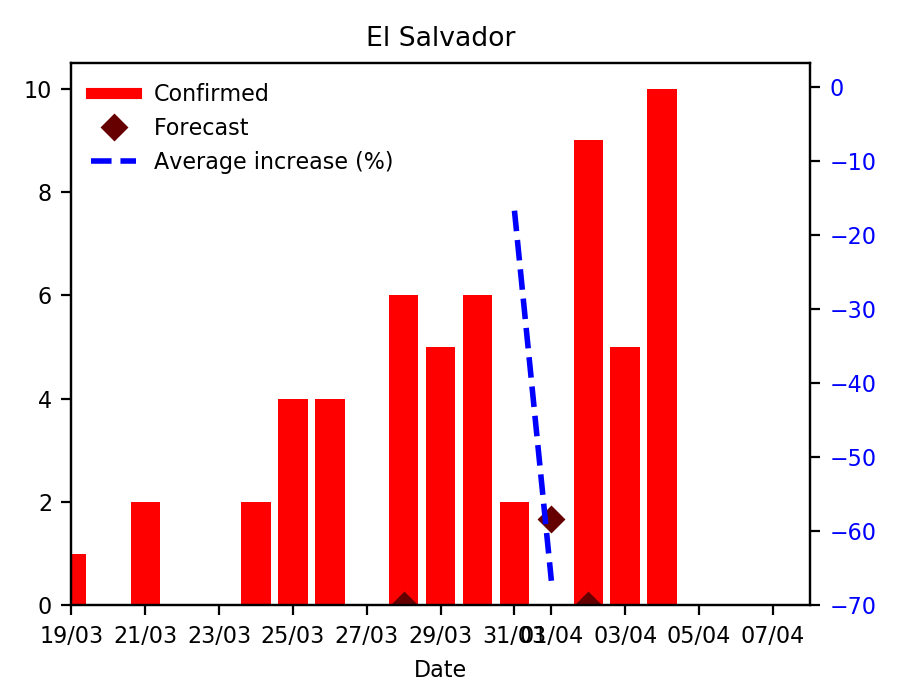 El Salvador
Confirmed
Forecast
Average increase (%)
10
8
6
4
2
0
0
−10
−20
−30
−40
−50
−60
−70
19/03 21/03 23/03 25/03 27/03 29/03 31/03 01/04 03/04 05/04 07/04
Date